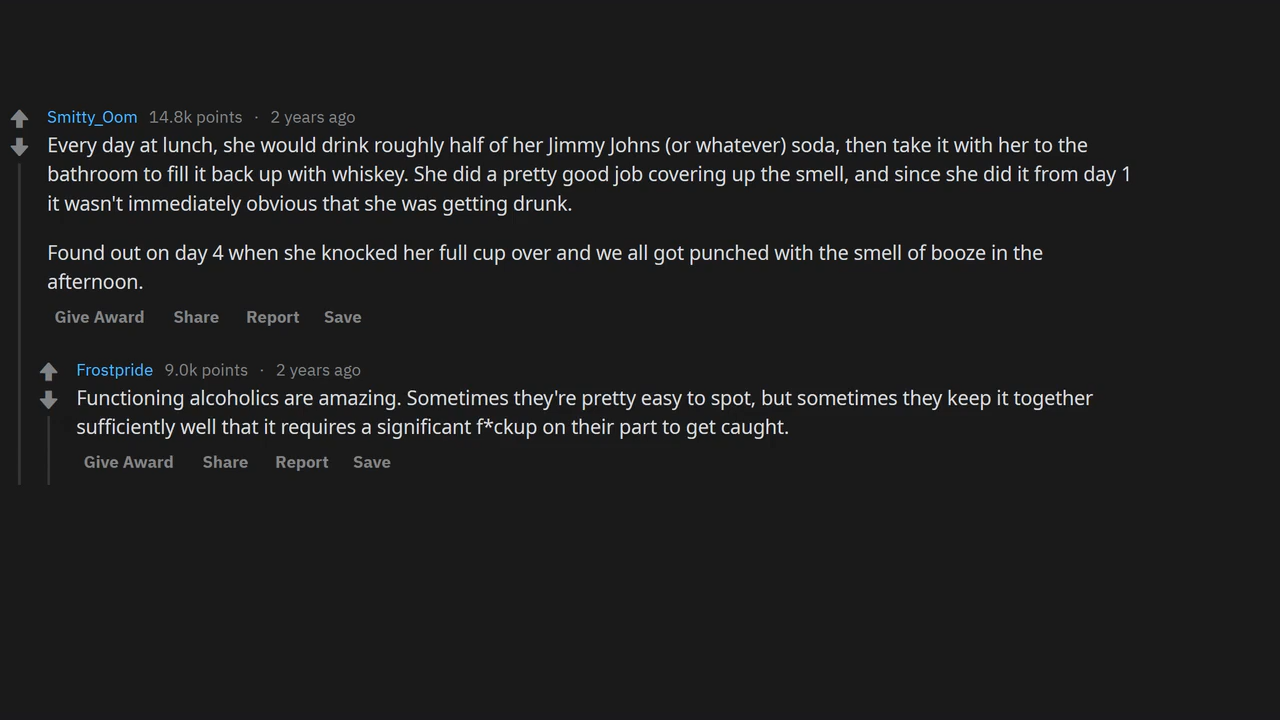 Smitty_Oom 14.8k points · 2 years ago
Every day at lunch, she would drink roughly half of her Jimmy Johns (or whatever) soda, then take it with her to the
bathroom to fill it back up with whiskey. She did a pretty good job covering up the smell, and since she did it from day 1
it wasn't immediately obvious that she was getting drunk.
Found out on day 4 when she knocked her full cup over and we all got punched with the smell of booze in the
afternoon.
Give Award Share Report Save
Frostpride 9.0k points · 2 years ago
Functioning alcoholics are amazing. Sometimes they're pretty easy to spot, but sometimes they keep it together
sufficiently well that it requires a significant f*ckup on their part to get caught.
Give Award Share Report Save